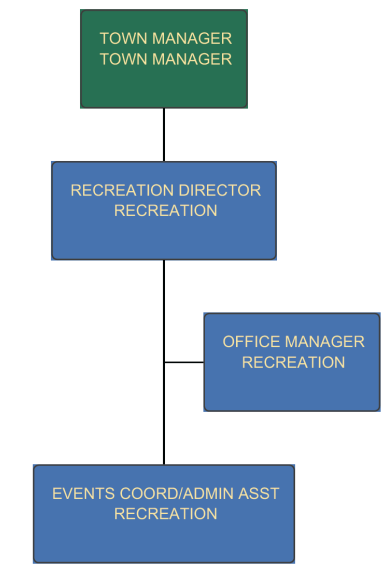 TOWN MANAGER
TOWN MANAGER
RECREATION DIRECTOR
RECREATION
OFFICE MANAGER
RECREATION
EVENTS COORD/ADMIN ASST
RECREATION